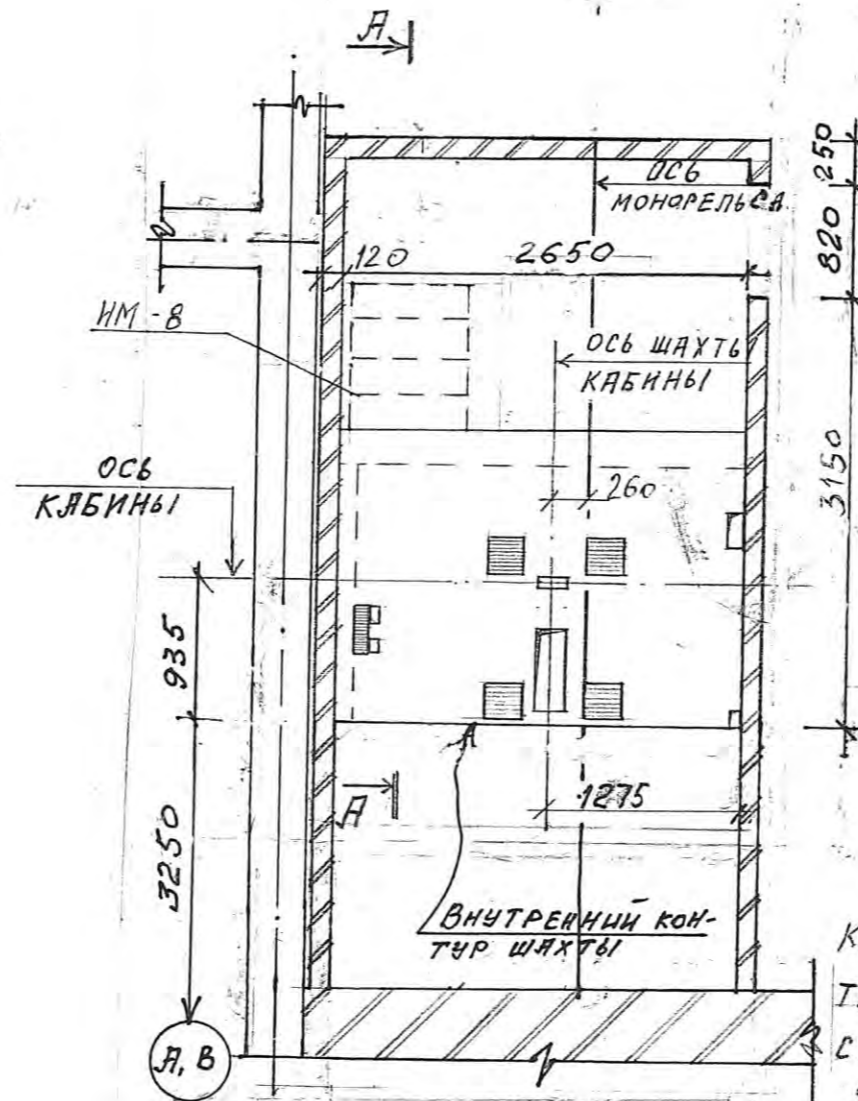 А
250
ОСЬ
МОНОРЕЛЬСА
820
120
2650
НМ-8
ОСЬ ШАХТЫ
КАБИНЫ
3150
ОСЬ
КАБИНЫ
260
935
А
1275
3250
ВНУТРЕННИЙ КОН-
ТУР ШАХТЫ
К
Т
С
А, В